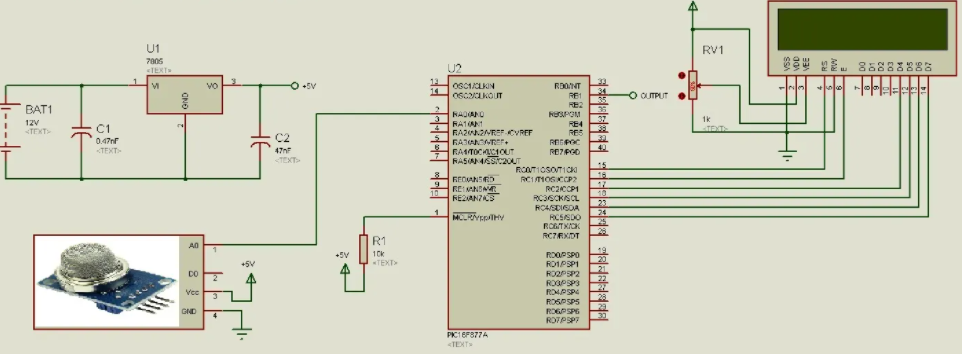 U1
7805
<TEXT>
1
VI
VO
3
GND
2
+5V
BAT1
12V
<TEXT>
C1
0.47nF
<TEXT>
C2
47nF
<TEXT>
A0
1
D0
2
Vcc
3
GND
4
+5V
+5V
R1
10k
<TEXT>
U2
13
OSC1/CLKIN
14
OSC2/CLKOUT
2
RA0/AN0
3
RA1/AN1
4
RA2/AN2/VREF-/CVREF
5
RA3/AN3/VREF+
6
RA4/T0CKI/C1OUT
7
RA5/AN4/SS/C2OUT
8
RE0/AN5/RD
9
RE1/AN6/WR
10
RE2/AN7/CS
1
MCLR/Vpp/THV
RB0/INT
33
RB1
34
RB2
35
RB3/PGM
36
RB4
37
RB5
38
RB6/PGC
39
RB7/PGD
40
RC0/T1OSO/T1CKI
15
RC1/T1OSI/CCP2
16
RC2/CCP1
17
RC3/SCK/SCL
18
RC4/SDI/SDA
23
RC5/SDO
24
RC6/TX/CK
25
RC7/RX/DT
26
RD0/PSP0
19
RD1/PSP1
20
RD2/PSP2
21
RD3/PSP3
22
RD4/PSP4
27
RD5/PSP5
28
RD6/PSP6
29
RD7/PSP7
30
PIC16F877A
<TEXT>
OUTPUT
RV1
1k
<TEXT>
VSS
VDD
VEE
RS
RW
E
D0
D1
D2
D3
D4
D5
D6
D7
1
2
3
4
5
6
7
8
9
10
11
12
13
14